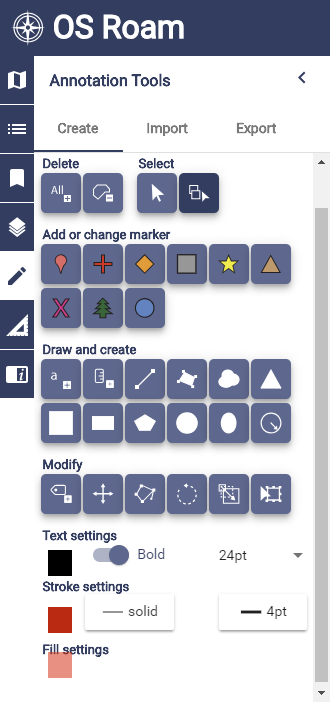 OS Roam
Annotation Tools
Create Import Export
Delete Select
All
Add or change marker
Draw and create
a
Modify
Text settings
Bold 24pt
Stroke settings
solid 4pt
Fill settings